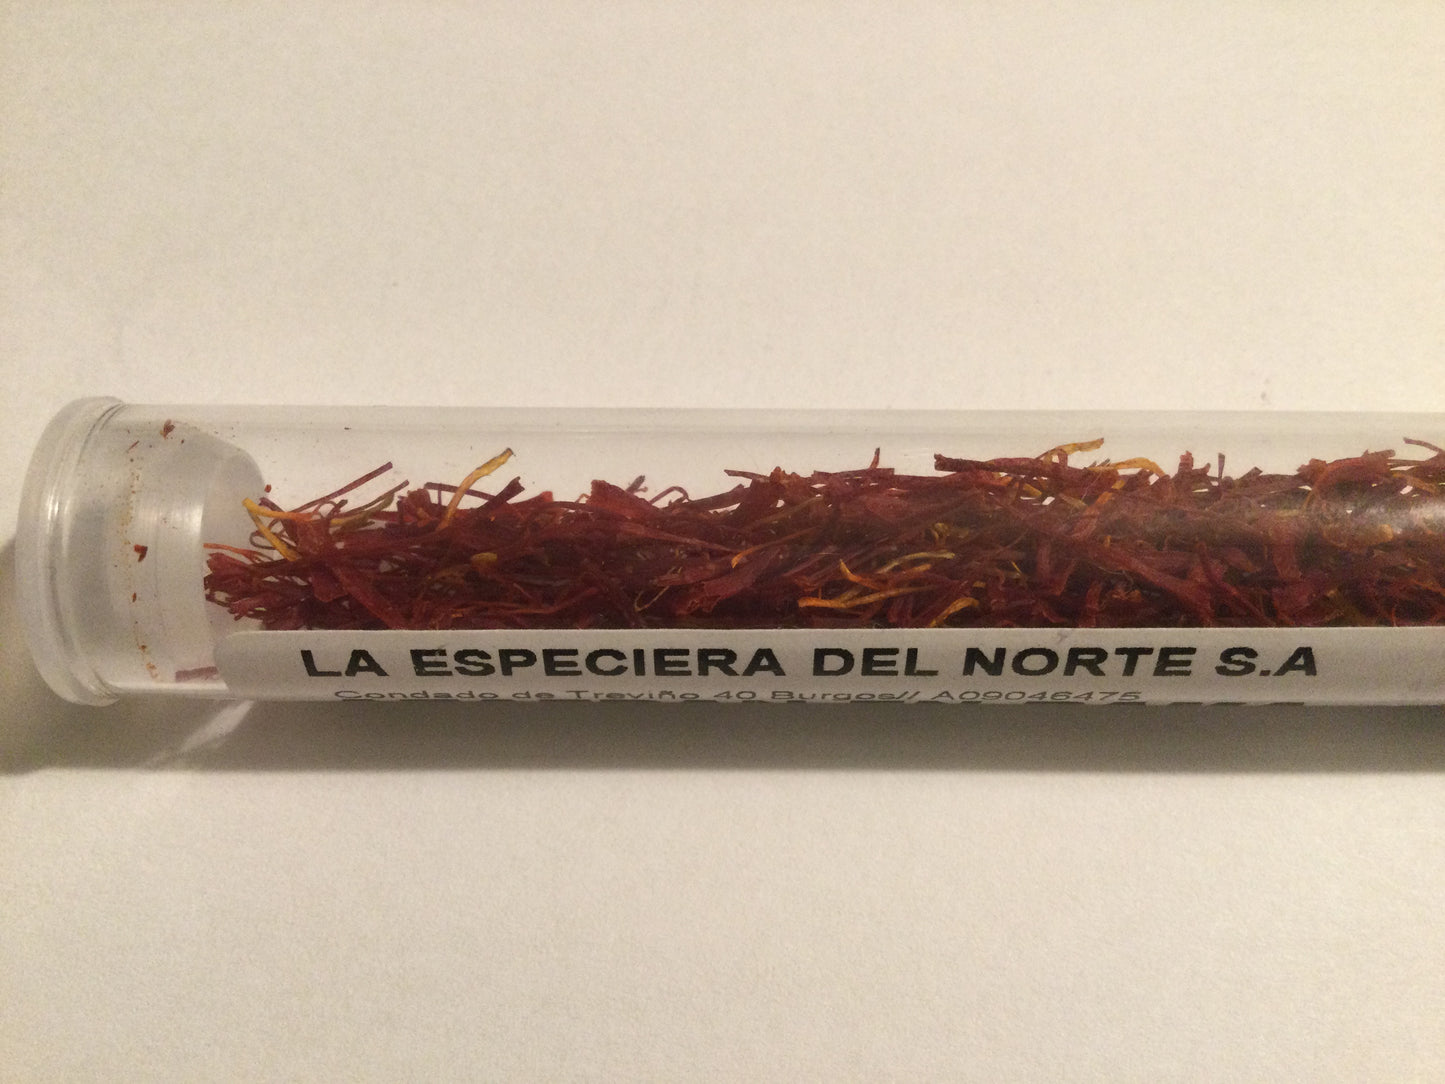 LA ESPECIERA DEL NORTE S.A
Condado de Treviño 40 Burgos// A09046475